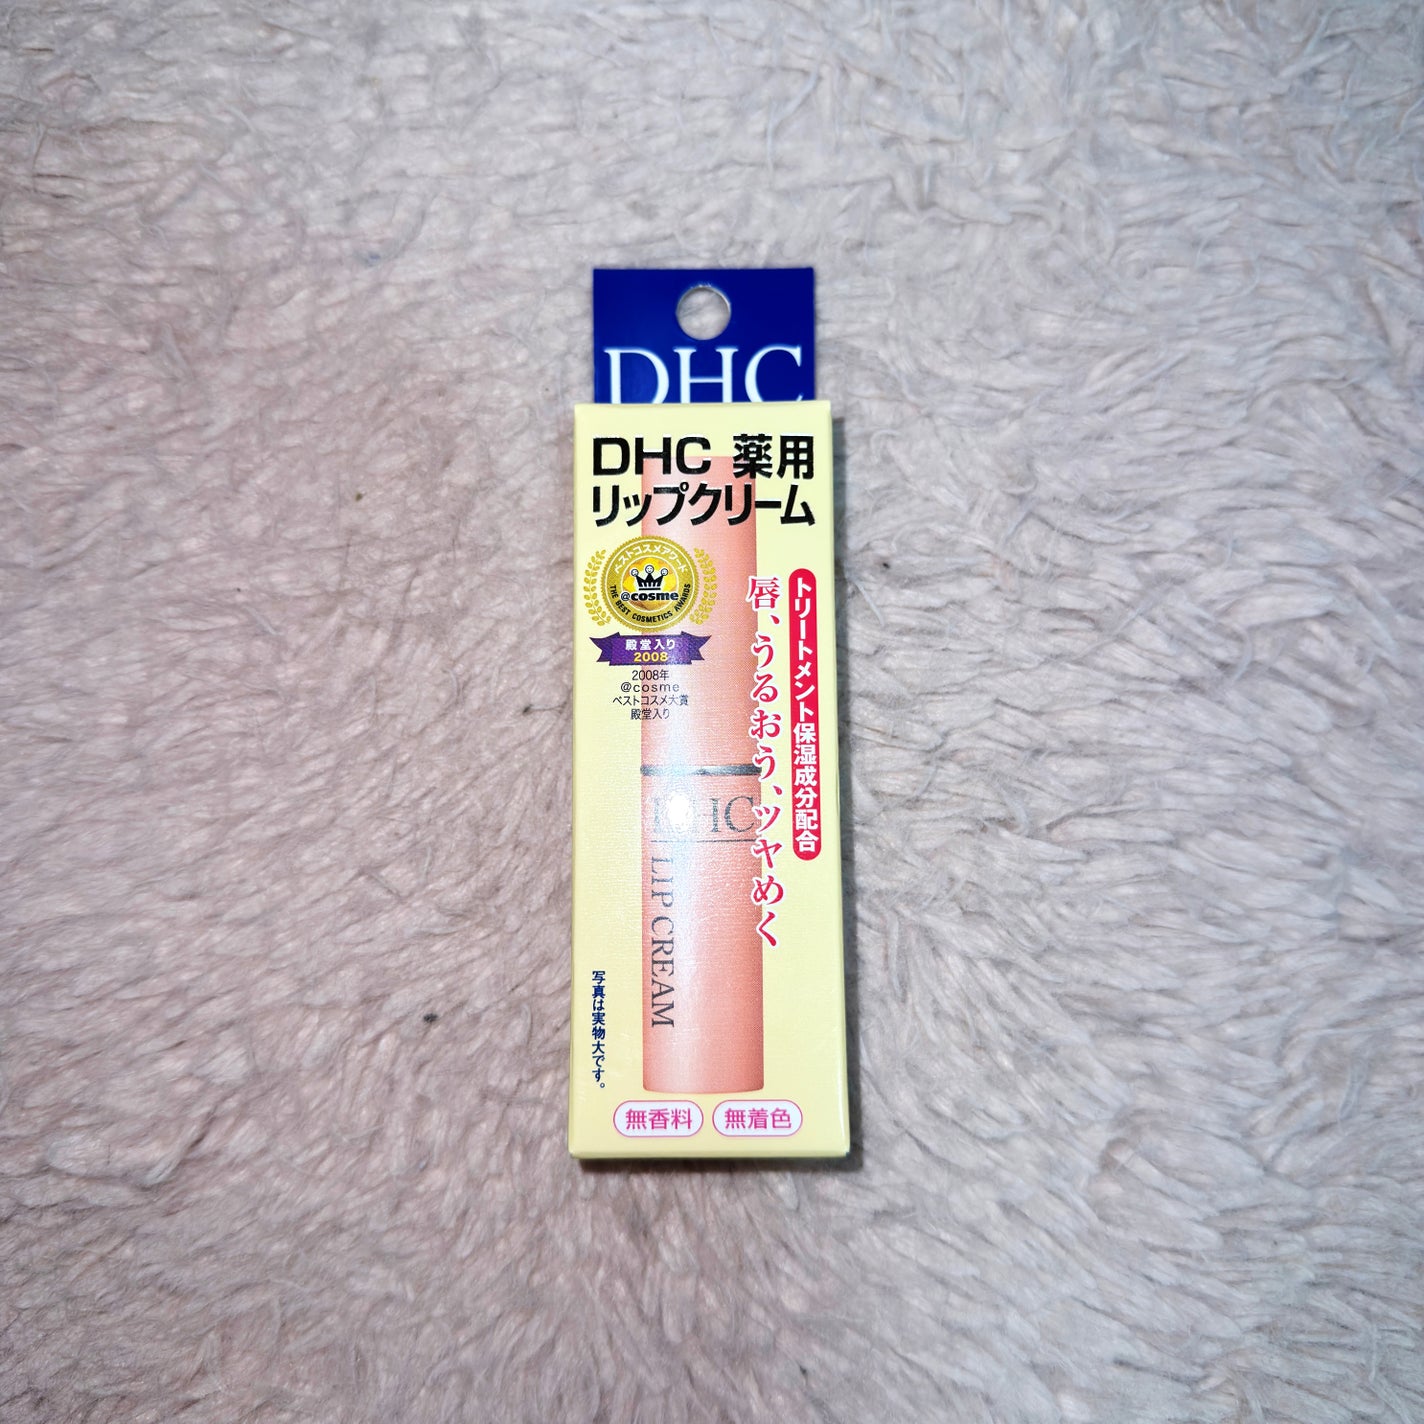 DHC
DHC 薬用
リップクリーム
ベストコスメアワード
@cosme
THE BEST COSMETICS AWARDS
殿堂入り
2008
2008年
@cosme
ベストコスメ大賞
殿堂入り
トリートメント保湿成分配合
唇、うるおう、ツヤめく
DHC
LIP CREAM
写真は実物大です。
無香料
無着色